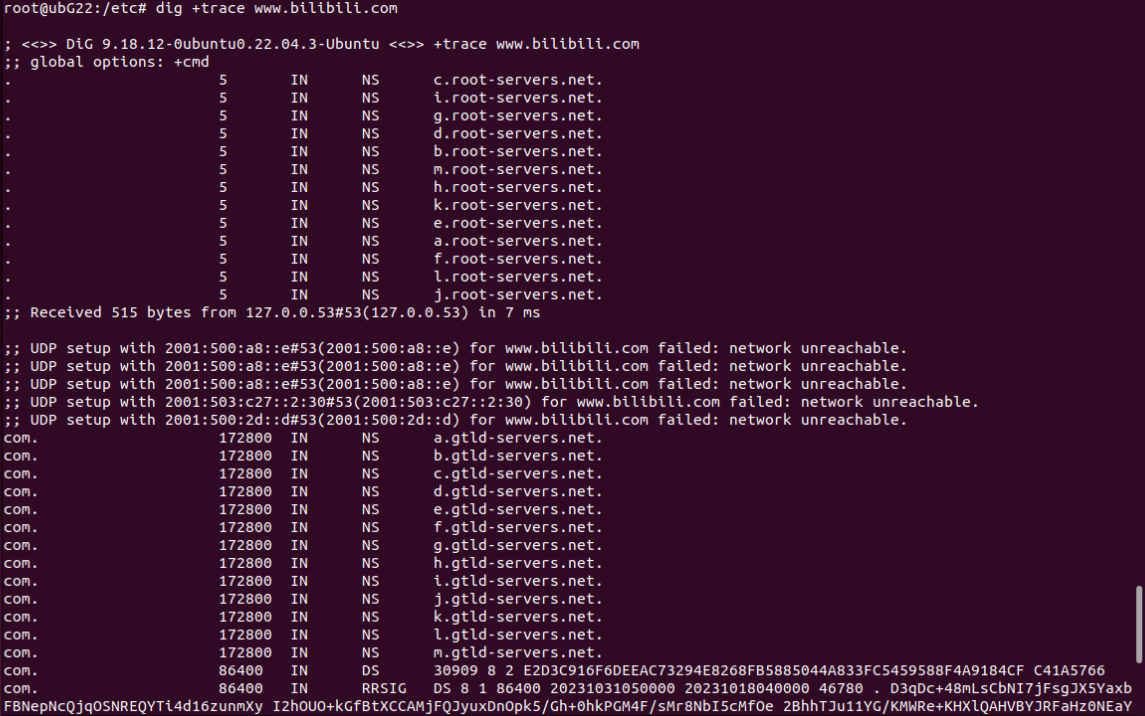 root@ubG22:/etc# dig +trace www.bilibili.com

; <<>> DiG 9.18.12-0ubuntu0.22.04.3-Ubuntu <<>> +trace www.bilibili.com
;; global options: +cmd
. 5 IN NS c.root-servers.net.
. 5 IN NS i.root-servers.net.
. 5 IN NS g.root-servers.net.
. 5 IN NS d.root-servers.net.
. 5 IN NS b.root-servers.net.
. 5 IN NS m.root-servers.net.
. 5 IN NS h.root-servers.net.
. 5 IN NS k.root-servers.net.
. 5 IN NS e.root-servers.net.
. 5 IN NS a.root-servers.net.
. 5 IN NS f.root-servers.net.
. 5 IN NS l.root-servers.net.
. 5 IN NS j.root-servers.net.
;; Received 515 bytes from 127.0.0.53#53(127.0.0.53) in 7 ms

;; UDP setup with 2001:500:a8::e#53(2001:500:a8::e) for www.bilibili.com failed: network unreachable.
;; UDP setup with 2001:500:a8::e#53(2001:500:a8::e) for www.bilibili.com failed: network unreachable.
;; UDP setup with 2001:500:a8::e#53(2001:500:a8::e) for www.bilibili.com failed: network unreachable.
;; UDP setup with 2001:503:c27::2:30#53(2001:503:c27::2:30) for www.bilibili.com failed: network unreachable.
;; UDP setup with 2001:500:2d::d#53(2001:500:2d::d) for www.bilibili.com failed: network unreachable.
com. 172800 IN NS a.gtld-servers.net.
com. 172800 IN NS b.gtld-servers.net.
com. 172800 IN NS c.gtld-servers.net.
com. 172800 IN NS d.gtld-servers.net.
com. 172800 IN NS e.gtld-servers.net.
com. 172800 IN NS f.gtld-servers.net.
com. 172800 IN NS g.gtld-servers.net.
com. 172800 IN NS h.gtld-servers.net.
com. 172800 IN NS i.gtld-servers.net.
com. 172800 IN NS j.gtld-servers.net.
com. 172800 IN NS k.gtld-servers.net.
com. 172800 IN NS l.gtld-servers.net.
com. 172800 IN NS m.gtld-servers.net.
com. 86400 IN DS 30909 8 2 E2D3C916F6DEEAC73294E8268FB5885044A833FC5459588F4A9184CF C41A5766
com. 86400 IN RRSIG DS 8 1 86400 20231031050000 20231018040000 46780 . D3qDc+48mLsCbNI7jFsgJX5Yaxb
FBNepNcQjqOSNREQYTi4d16zunmXy I2hOUO+kGfBtXCCAMjFQJyuxDnOpk5/Gh+0hkPGM4F/sMr8NbI5cMfOe 2BhhTJu11YG/KMWRe+KHXlQAHVBYJRFaHz0NEaY